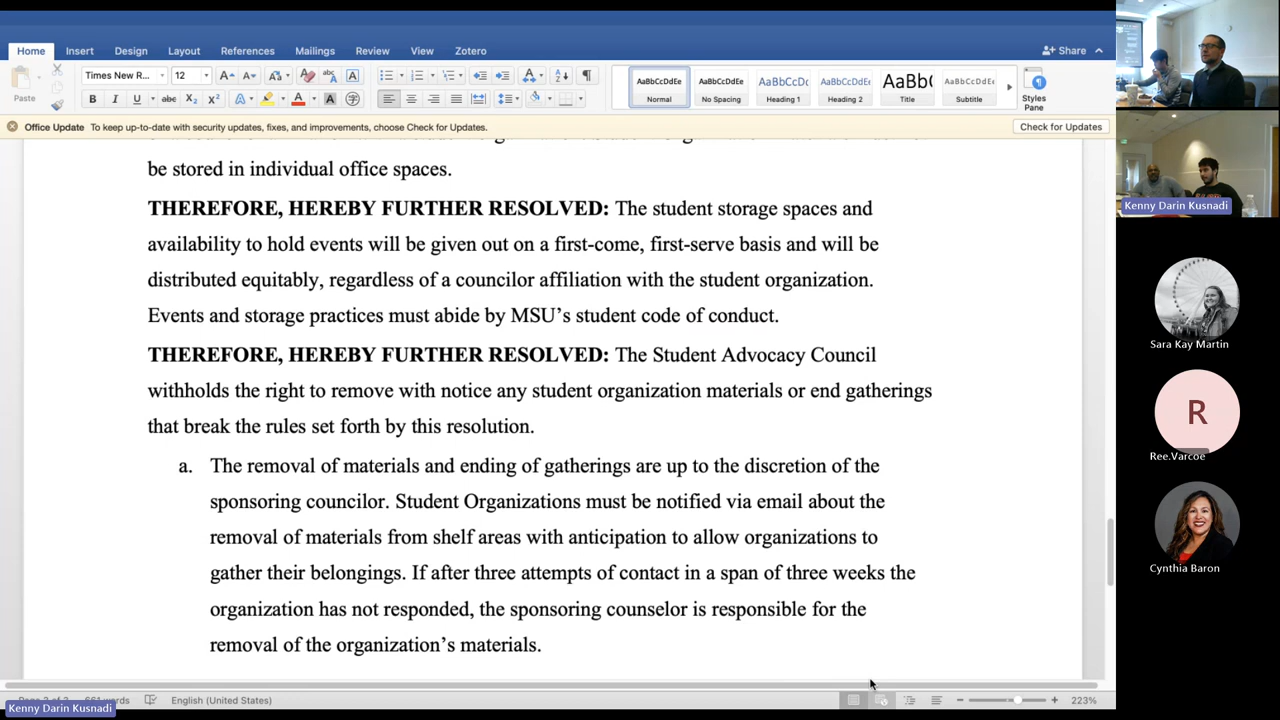 Home Insert Design Layout References Mailings Review View Zotero Share
Times New R... 12
AaBbCcDdEe AaBbCcDdEe AaBbCcDc AaBbCcDdEe AaBb( AaBbCcDdEe
Paste Normal No Spacing Heading 1 Heading 2 Title Subtitle Styles Pane
Office Update To keep up-to-date with security updates, fixes, and improvements, choose Check for Updates. Check for Updates
be stored in individual office spaces.
THEREFORE, HEREBY FURTHER RESOLVED: The student storage spaces and
availability to hold events will be given out on a first-come, first-serve basis and will be
distributed equitably, regardless of a councilor affiliation with the student organization.
Events and storage practices must abide by MSU’s student code of conduct.
THEREFORE, HEREBY FURTHER RESOLVED: The Student Advocacy Council
withholds the right to remove with notice any student organization materials or end gatherings
that break the rules set forth by this resolution.
a. The removal of materials and ending of gatherings are up to the discretion of the
sponsoring councilor. Student Organizations must be notified via email about the
removal of materials from shelf areas with anticipation to allow organizations to
gather their belongings. If after three attempts of contact in a span of three weeks the
organization has not responded, the sponsoring counselor is responsible for the
removal of the organization’s materials.
English (United States) 223%
Kenny Darin Kusnadi
Kenny Darin Kusnadi
Sara Kay Martin
R
Ree.Varcoe
Cynthia Baron